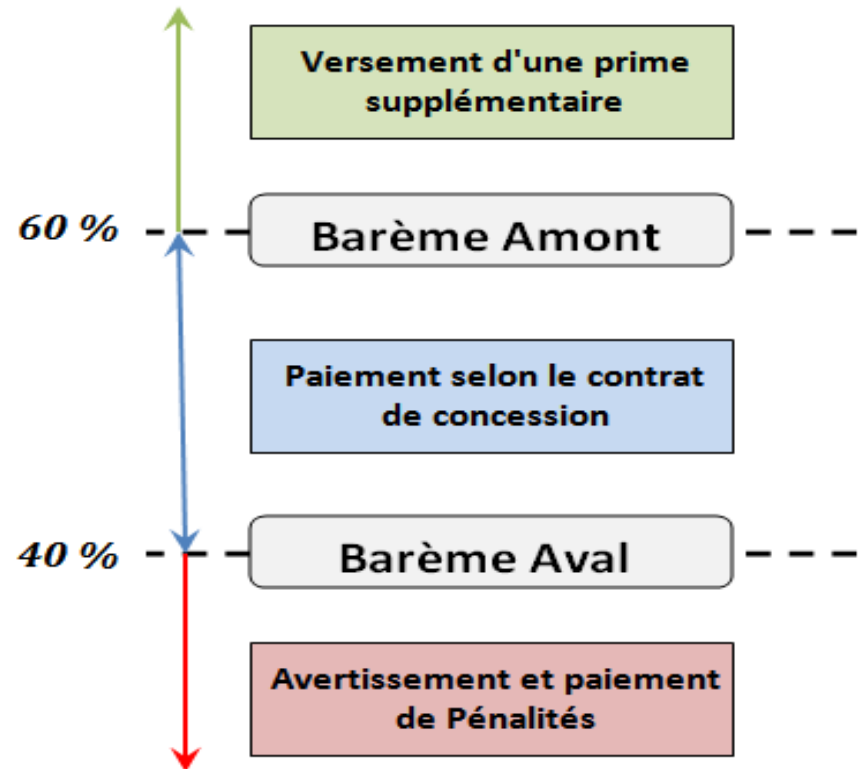 Versement d'une prime
supplémentaire
60 %
Barème Amont
Paiement selon le contrat
de concession
40 %
Barème Aval
Avertissement et paiement
de Pénalités